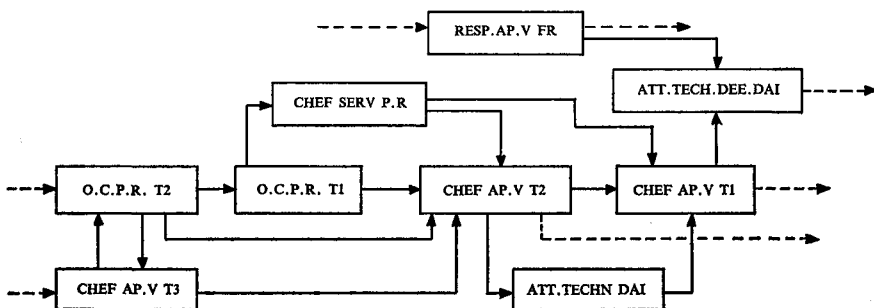 RESP.AP.V FR
ATT.TECH.DEE.DAI
CHEF SERV P.R
O.C.P.R. T2
O.C.P.R. T1
CHEF AP.V T2
CHEF AP.V T1
CHEF AP.V T3
ATT.TECHN DAI